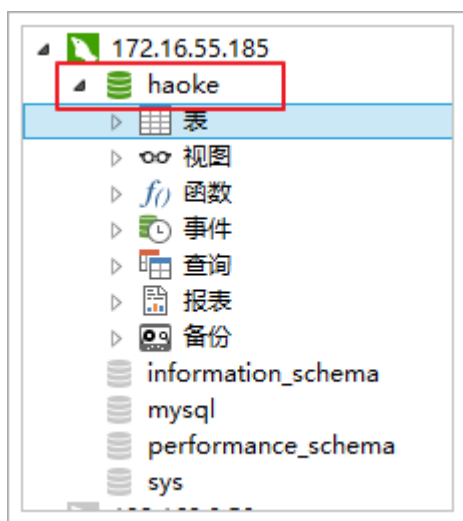 172.16.55.185
haoke
表
视图
f() 函数
事件
查询
报表
备份
information_schema
mysql
performance_schema
sys